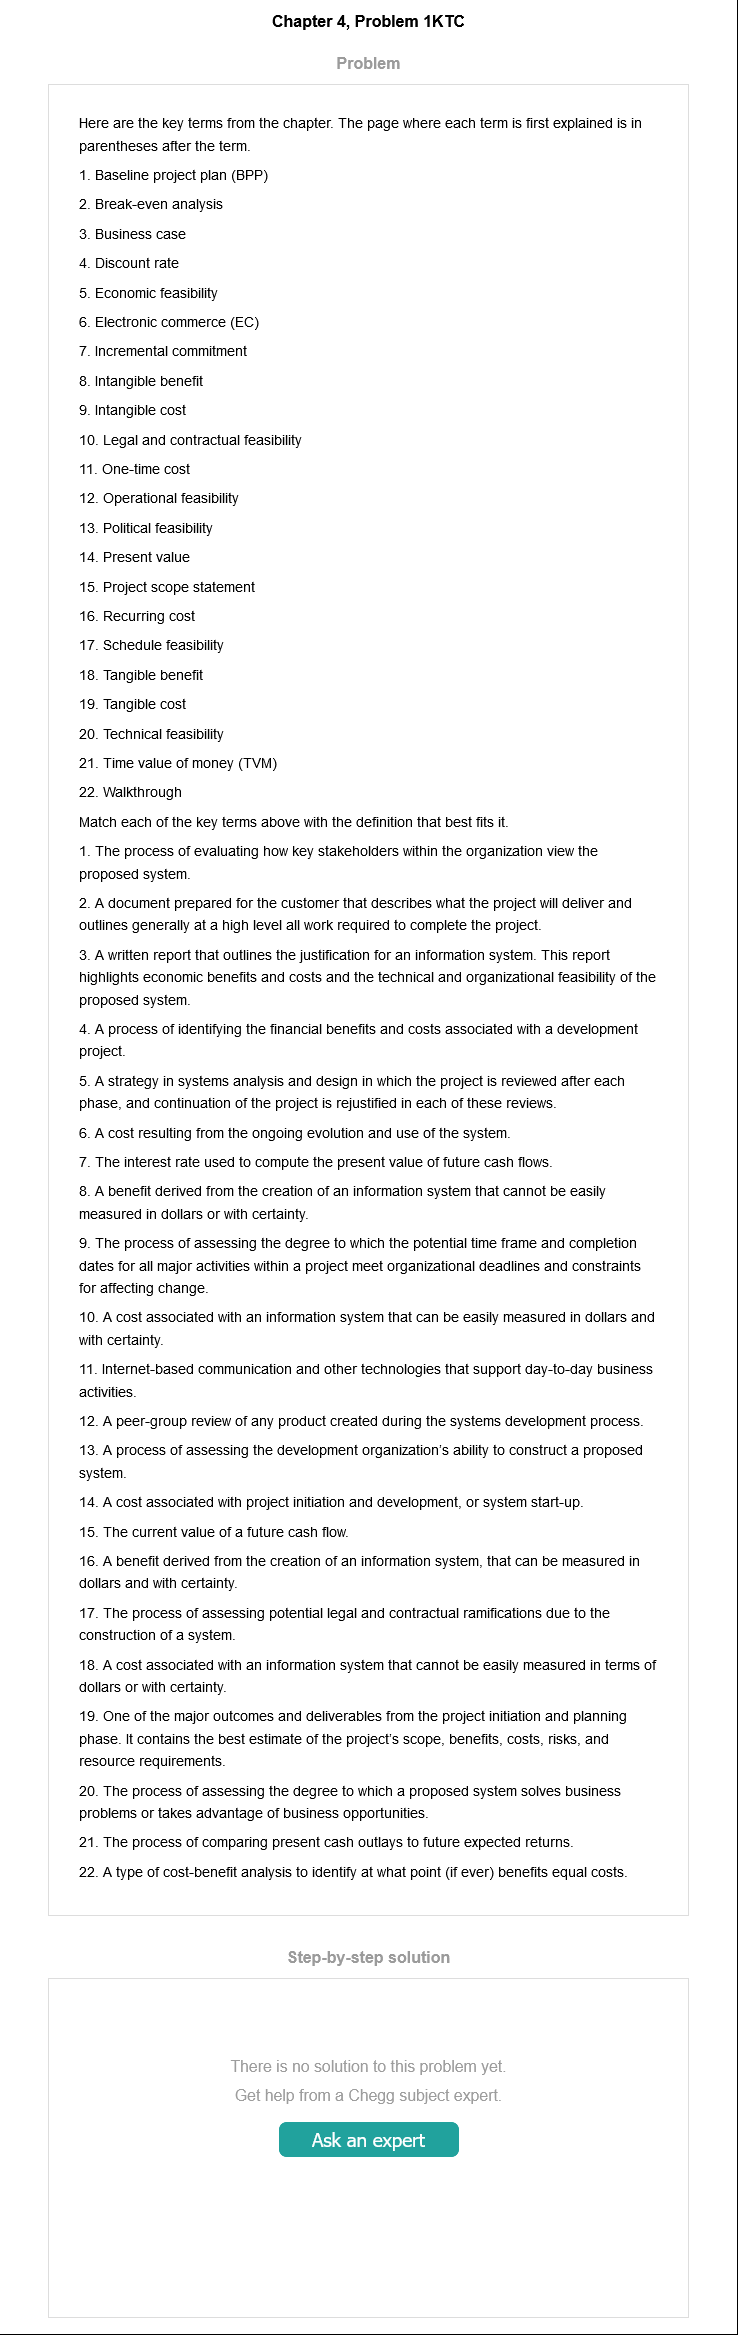 Chapter 4, Problem 1KTC
Problem
Here are the key terms from the chapter. The page where each term is first explained is in
parentheses after the term.
1. Baseline project plan (BPP)
2. Break-even analysis
3. Business case
4. Discount rate
5. Economic feasibility
6. Electronic commerce (EC)
7. Incremental commitment
8. Intangible benefit
9. Intangible cost
10. Legal and contractual feasibility
11. One-time cost
12. Operational feasibility
13. Political feasibility
14. Present value
15. Project scope statement
16. Recurring cost
17. Schedule feasibility
18. Tangible benefit
19. Tangible cost
20. Technical feasibility
21. Time value of money (TVM)
22. Walkthrough
Match each of the key terms above with the definition that best fits it.
1. The process of evaluating how key stakeholders within the organization view the
proposed system.
2. A document prepared for the customer that describes what the project will deliver and
outlines generally at a high level all work required to complete the project.
3. A written report that outlines the justification for an information system. This report
highlights economic benefits and costs and the technical and organizational feasibility of the
proposed system.
4. A process of identifying the financial benefits and costs associated with a development
project.
5. A strategy in systems analysis and design in which the project is reviewed after each
phase, and continuation of the project is rejustified in each of these reviews.
6. A cost resulting from the ongoing evolution and use of the system.
7. The interest rate used to compute the present value of future cash flows.
8. A benefit derived from the creation of an information system that cannot be easily
measured in dollars or with certainty.
9. The process of assessing the degree to which the potential time frame and completion
dates for all major activities within a project meet organizational deadlines and constraints
for affecting change.
10. A cost associated with an information system that can be easily measured in dollars and
with certainty.
11. Internet-based communication and other technologies that support day-to-day business
activities.
12. A peer-group review of any product created during the systems development process.
13. A process of assessing the development organization's ability to construct a proposed
system.
14. A cost associated with project initiation and development, or system start-up.
15. The current value of a future cash flow.
16. A benefit derived from the creation of an information system, that can be measured in
dollars and with certainty.
17. The process of assessing potential legal and contractual ramifications due to the
construction of a system.
18. A cost associated with an information system that cannot be easily measured in terms of
dollars or with certainty.
19. One of the major outcomes and deliverables from the project initiation and planning
phase. It contains the best estimate of the project's scope, benefits, costs, risks, and
resource requirements.
20. The process of assessing the degree to which a proposed system solves business
problems or takes advantage of business opportunities.
21. The process of comparing present cash outlays to future expected returns.
22. A type of cost-benefit analysis to identify at what point (if ever) benefits equal costs.
Step-by-step solution
There is no solution to this problem yet.
Get help from a Chegg subject expert.
Ask an expert